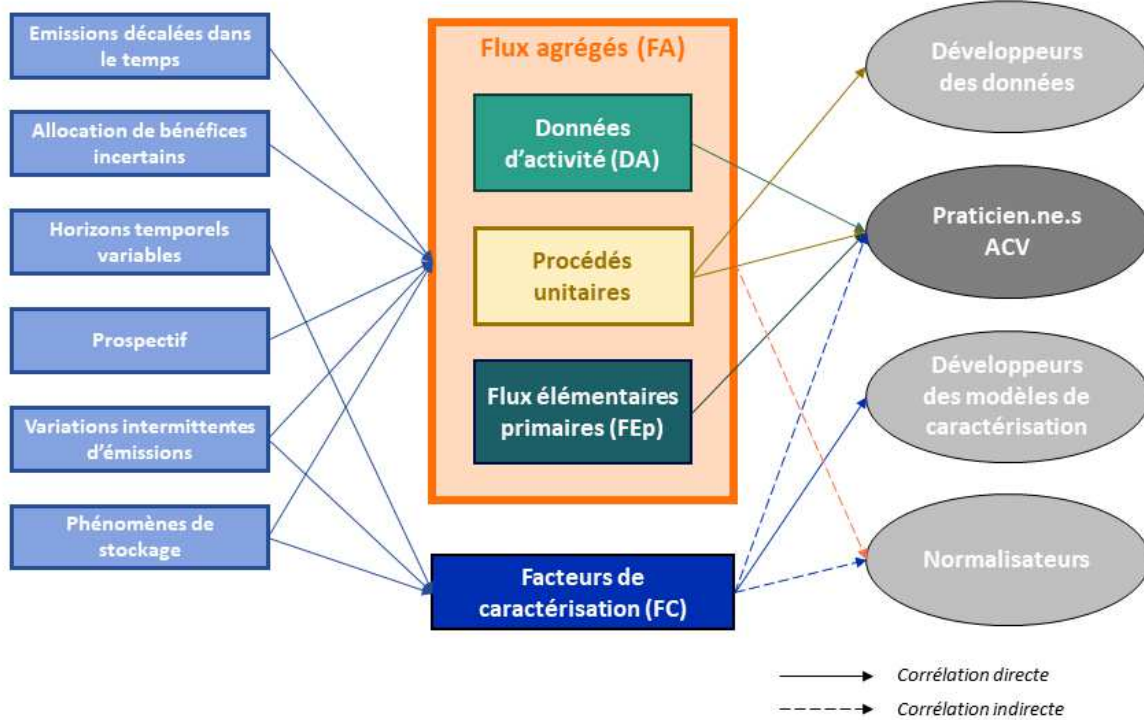 Emissions décalées dans
le temps
Allocation de bénéfices
incertains
Horizons temporels
variables
Prospectif
Variations intermittentes
d'émissions
Phénomènes de
stockage
Flux agrégés (FA)
Données
d'activité (DA)
Procédés
unitaires
Flux élémentaires
primaires (FEp)
Facteurs de
caractérisation (FC)
Développeurs
des données
Praticien.ne.s
ACV
Développeurs
des modèles de
caractérisation
Normalisateurs
Corrélation directe
Corrélation indirecte